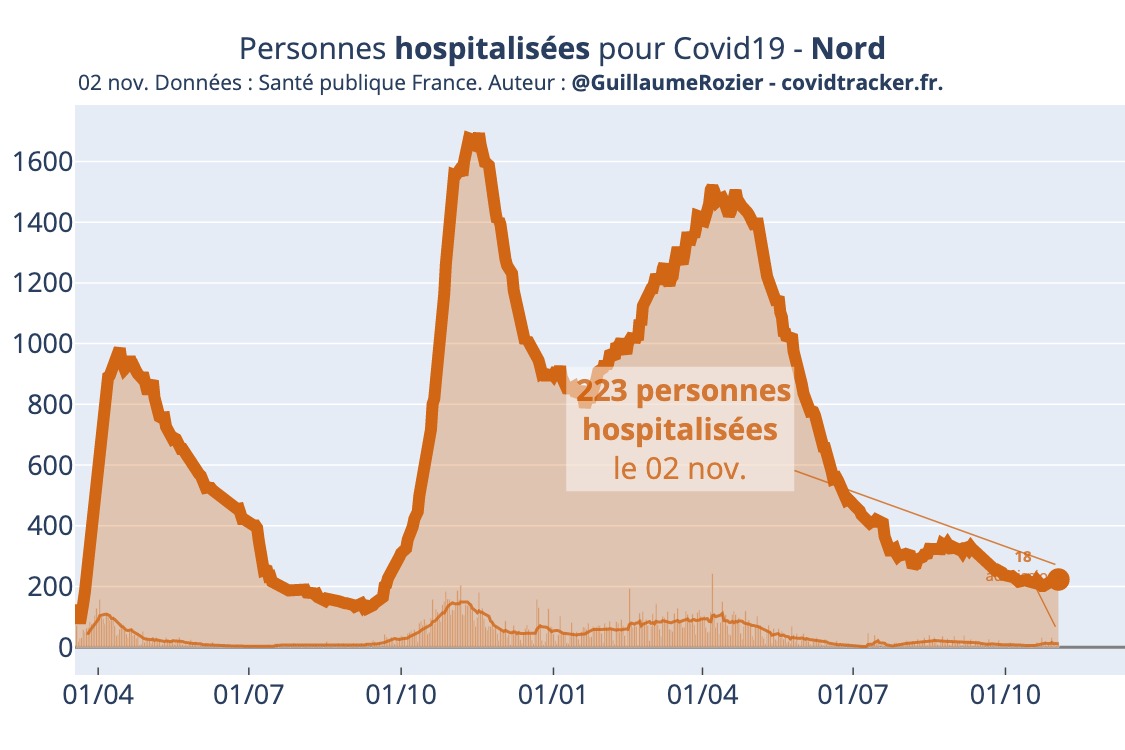 Personnes hospitalisées pour Covid19 - Nord
02 nov. Données : Santé publique France. Auteur : @GuillaumeRozier - covidtracker.fr.
1600
1400
1200
1000
800
600
400
200
0
223 personnes
hospitalisées
le 02 nov.
18
01/04 01/07 01/10 01/01 01/04 01/07 01/10